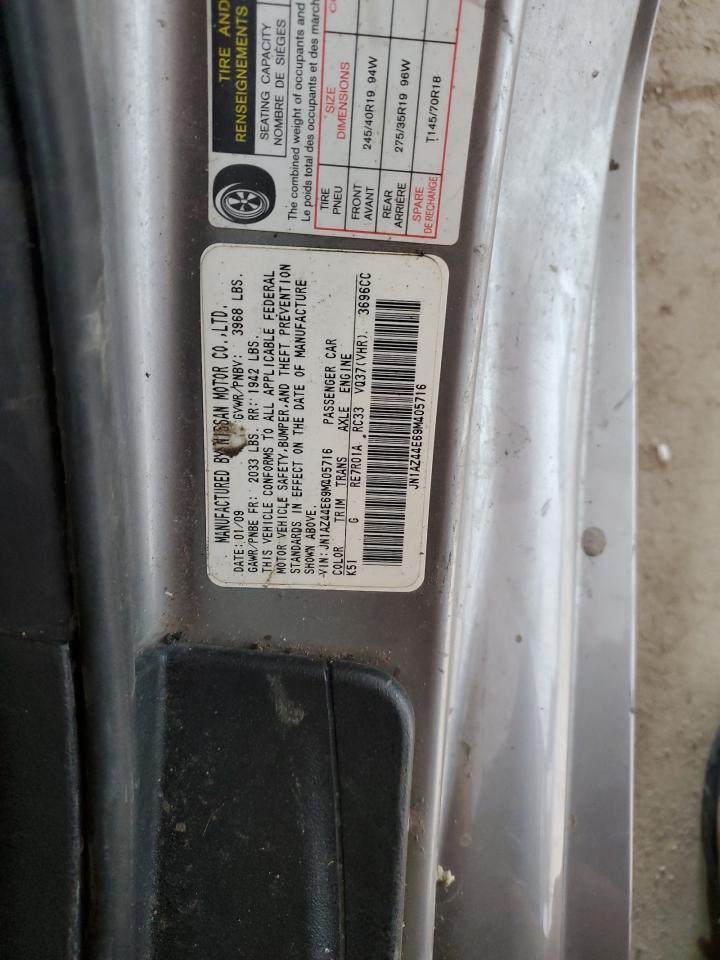 TIRE AND
RENSEIGNEMENTS
SEATING CAPACITY
NOMBRE DE SIÈGES
The combined weight of occupants and
Le poids total des occupants et des march
TIRE
PNEU
SIZE
DIMENSIONS
FRONT
AVANT
245/40R19 94W
REAR
ARRIÈRE
275/35R19 96W
SPARE
DE RECHANGE
T145/70R18
MANUFACTURED BY NISSAN MOTOR CO.,LTD.
DATE:01/09 GVWR/PNBV: 3968 LBS.
GAWR/PNBE FR: 2033 LBS. RR: 1942 LBS.
THIS VEHICLE CONFORMS TO ALL APPLICABLE FEDERAL
MOTOR VEHICLE SAFETY,BUMPER,AND THEFT PREVENTION
STANDARDS IN EFFECT ON THE DATE OF MANUFACTURE
SHOWN ABOVE.
VIN:JN1AZ44E69M405716 PASSENGER CAR
COLOR TRIM TRANS AXLE ENGINE
K51 G RE7R01A RC33 VQ37(VHR). 3696CC
JN1AZ44E69M405716